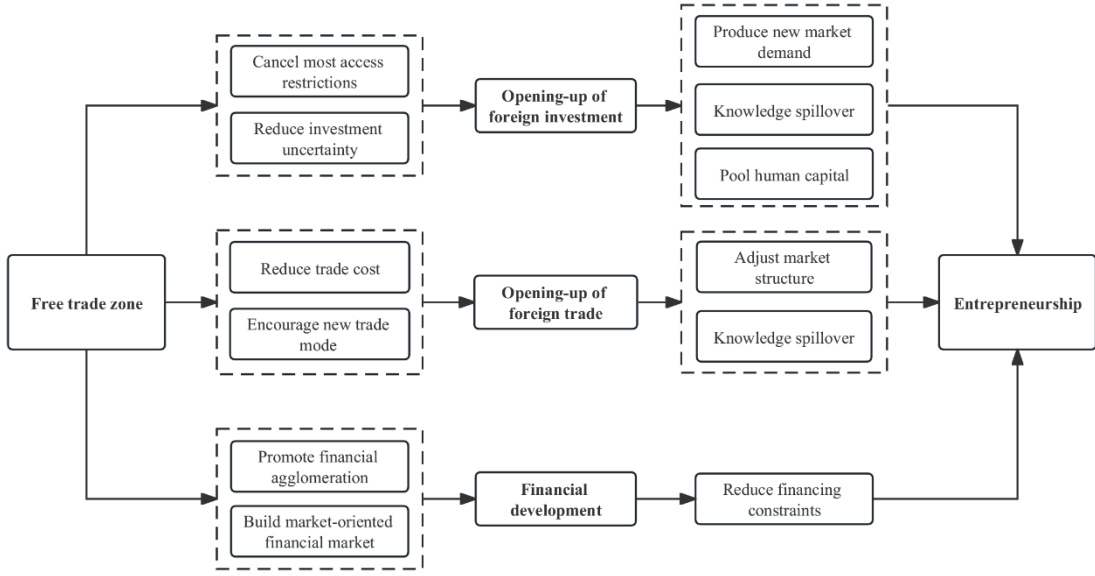 Free trade zone
Cancel most access
restrictions
Reduce investment
uncertainty
Opening-up of
foreign investment
Produce new market
demand
Knowledge spillover
Pool human capital
Reduce trade cost
Encourage new trade
mode
Opening-up of
foreign trade
Adjust market
structure
Knowledge spillover
Promote financial
agglomeration
Build market-oriented
financial market
Financial
development
Reduce financing
constraints
Entrepreneurship